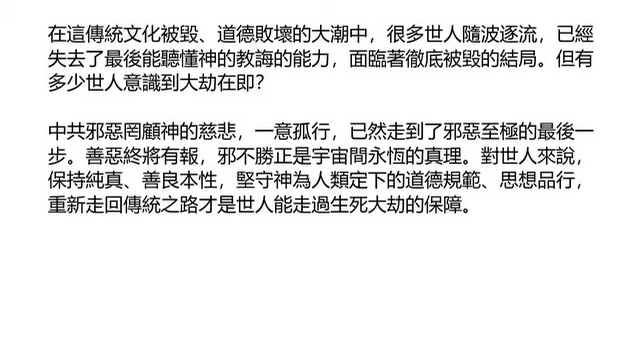 在這傳統文化被毀、道德敗壞的大潮中，很多世人隨波逐流，已經
失去了最後能聽懂神的教誨的能力，面臨著徹底被毀的結局。但有
多少世人意識到大劫在即？
中共邪惡罔顧神的慈悲，一意孤行，已然走到了邪惡至極的最後一
步。善惡終將有報，邪不勝正是宇宙間永恆的真理。對世人來說，
保持純真、善良本性，堅守神為人類定下的道德規範、思想品行，
重新走回傳統之路才是世人能走過生死大劫的保障。